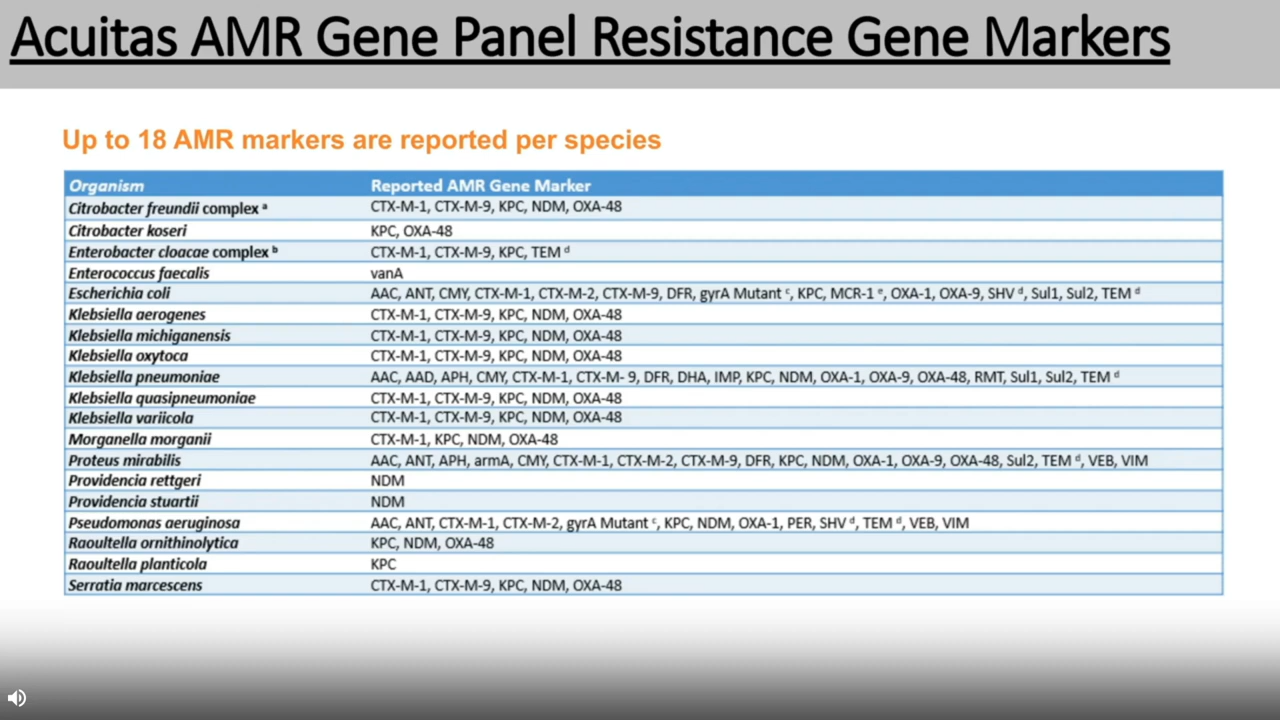 Acuitas AMR Gene Panel Resistance Gene Markers
Up to 18 AMR markers are reported per species
Organism Reported AMR Gene Marker
Citrobacter freundii complex ᵃ CTX-M-1, CTX-M-9, KPC, NDM, OXA-48
Citrobacter koseri KPC, OXA-48
Enterobacter cloacae complex ᵇ CTX-M-1, CTX-M-9, KPC, TEM ᵈ
Enterococcus faecalis vanA
Escherichia coli AAC, ANT, CMY, CTX-M-1, CTX-M-2, CTX-M-9, DFR, gyrA Mutant ᶜ, KPC, MCR-1 ᵉ, OXA-1, OXA-9, SHV ᵈ, Sul1, Sul2, TEM ᵈ
Klebsiella aerogenes CTX-M-1, CTX-M-9, KPC, NDM, OXA-48
Klebsiella michiganensis CTX-M-1, CTX-M-9, KPC, NDM, OXA-48
Klebsiella oxytoca CTX-M-1, CTX-M-9, KPC, NDM, OXA-48
Klebsiella pneumoniae AAC, AAD, APH, CMY, CTX-M-1, CTX-M- 9, DFR, DHA, IMP, KPC, NDM, OXA-1, OXA-9, OXA-48, RMT, Sul1, Sul2, TEM ᵈ
Klebsiella quasipneumoniae CTX-M-1, CTX-M-9, KPC, NDM, OXA-48
Klebsiella variicola CTX-M-1, CTX-M-9, KPC, NDM, OXA-48
Morganella morganii CTX-M-1, KPC, NDM, OXA-48
Proteus mirabilis AAC, ANT, APH, armA, CMY, CTX-M-1, CTX-M-2, CTX-M-9, DFR, KPC, NDM, OXA-1, OXA-9, OXA-48, Sul2, TEM ᵈ, VEB, VIM
Providencia rettgeri NDM
Providencia stuartii NDM
Pseudomonas aeruginosa AAC, ANT, CTX-M-1, CTX-M-2, gyrA Mutant ᶜ, KPC, NDM, OXA-1, PER, SHV ᵈ, TEM ᵈ, VEB, VIM
Raoultella ornithinolytica KPC, NDM, OXA-48
Raoultella planticola KPC
Serratia marcescens CTX-M-1, CTX-M-9, KPC, NDM, OXA-48